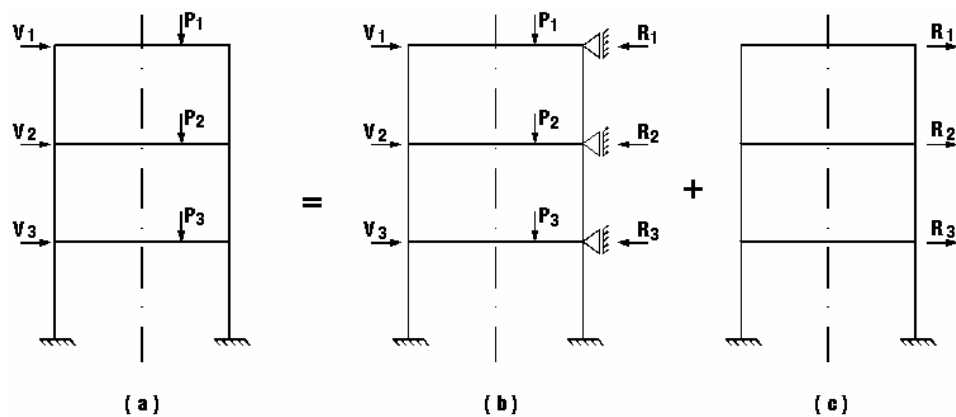 V1 P1 V1 P1 R1 R1
V2 P2 V2 P2 R2 R2
= +
V3 P3 V3 P3 R3 R3
(a) (b) (c)